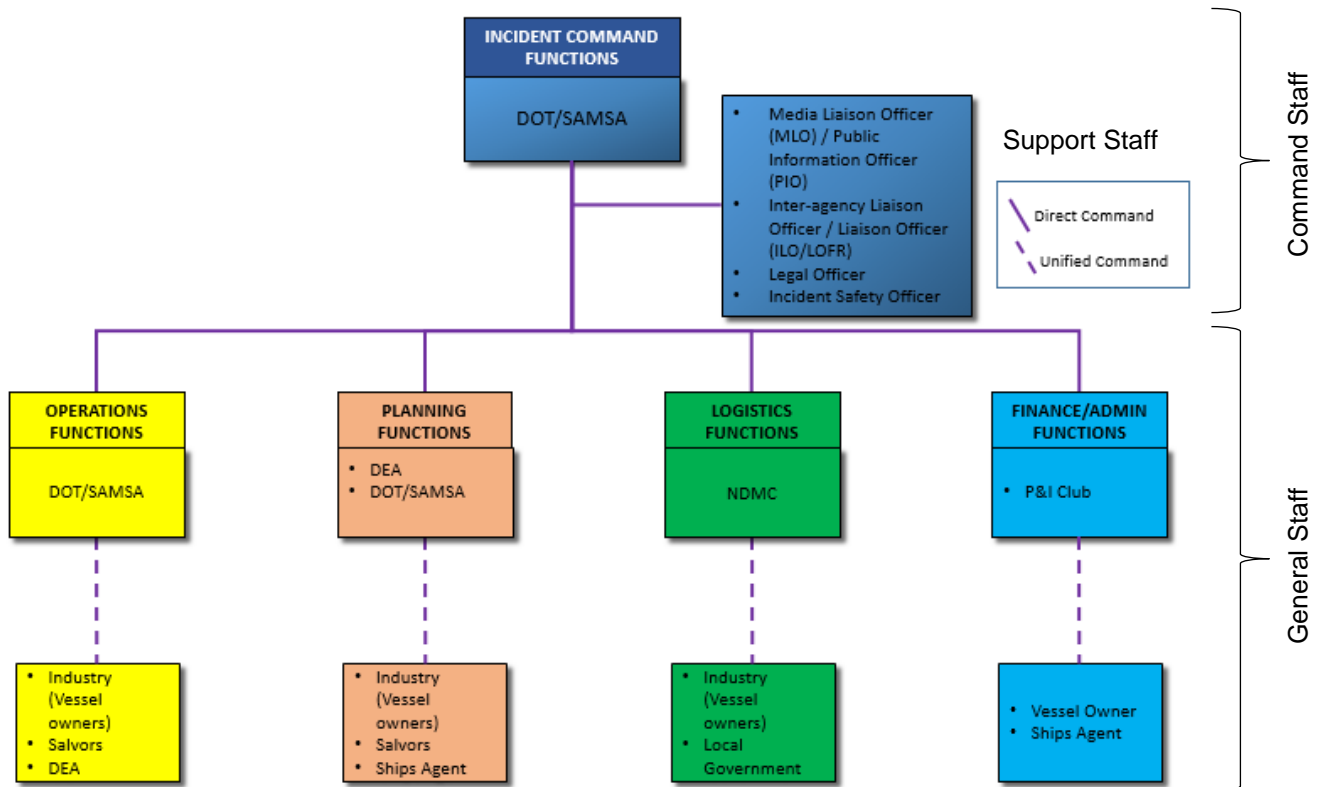 INCIDENT COMMAND
FUNCTIONS
DOT/SAMSA
• Media Liaison Officer
(MLO) / Public
Information Officer
(PIO)
• Inter-agency Liaison
Officer / Liaison Officer
(ILO/LOFR)
• Legal Officer
• Incident Safety Officer
Support Staff
Direct Command
Unified Command
Command Staff
OPERATIONS
FUNCTIONS
DOT/SAMSA
PLANNING
FUNCTIONS
• DEA
• DOT/SAMSA
LOGISTICS
FUNCTIONS
NDMC
FINANCE/ADMIN
FUNCTIONS
• P&I Club
General Staff
• Industry
(Vessel
owners)
• Salvors
• DEA
• Industry
(Vessel
owners)
• Salvors
• Ships Agent
• Industry
(Vessel
owners)
• Local
Government
• Vessel Owner
• Ships Agent